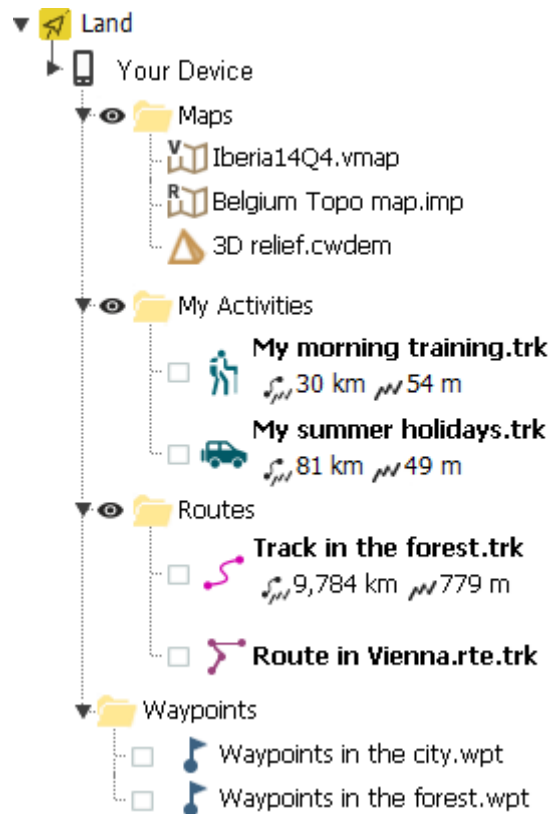 Land
Your Device
Maps
V Iberia14Q4.vmap
R Belgium Topo map.imp
3D relief.cwdem
My Activities
My morning training.trk
30 km 54 m
My summer holidays.trk
81 km 49 m
Routes
Track in the forest.trk
9,784 km 779 m
Route in Vienna.rte.trk
Waypoints
Waypoints in the city.wpt
Waypoints in the forest.wpt